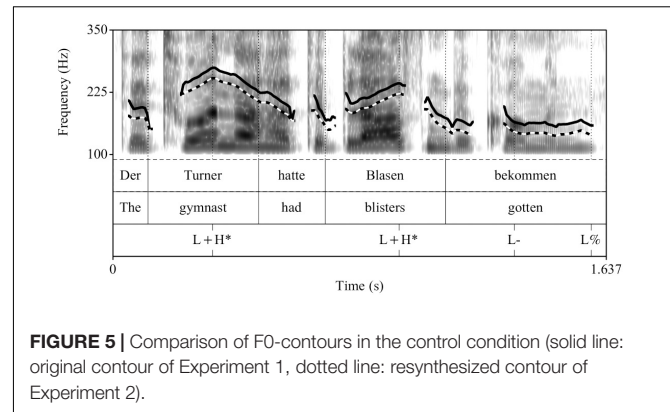 350
225
100
Frequency (Hz)
Der Turner hatte Blasen bekommen
The gymnast had blisters gotten
L+H* L+H* L- L%
0 1.637
Time (s)
FIGURE 5 | Comparison of F0-contours in the control condition (solid line:
original contour of Experiment 1, dotted line: resynthesized contour of
Experiment 2).